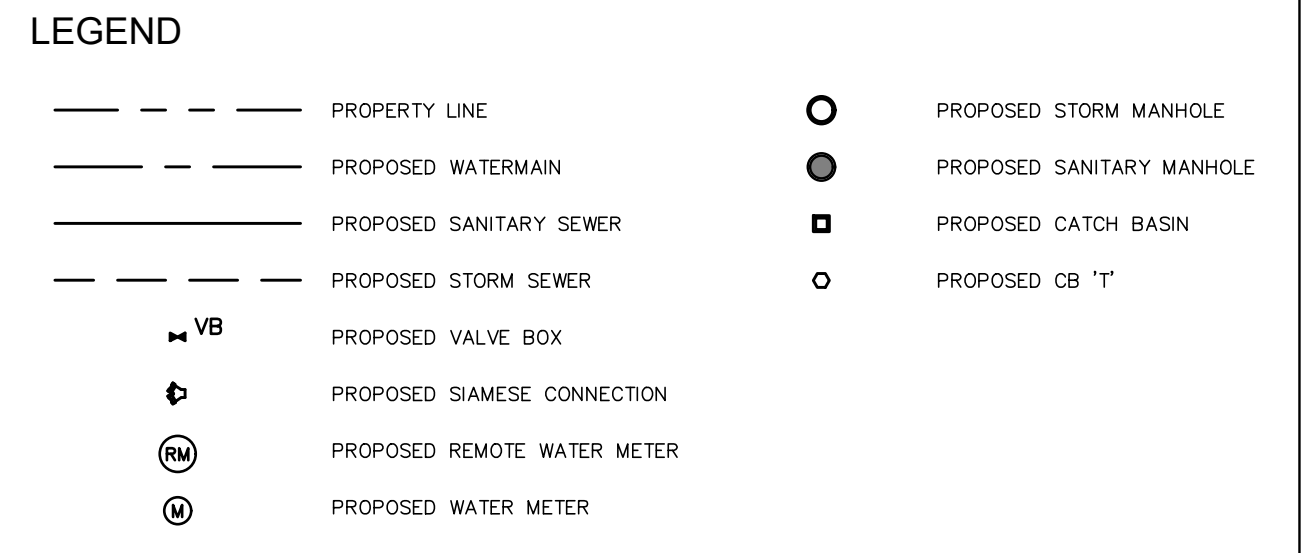 LEGEND
PROPERTY LINE
PROPOSED WATERMAIN
PROPOSED SANITARY SEWER
PROPOSED STORM SEWER
VB PROPOSED VALVE BOX
PROPOSED SIAMESE CONNECTION
RM PROPOSED REMOTE WATER METER
M PROPOSED WATER METER
PROPOSED STORM MANHOLE
PROPOSED SANITARY MANHOLE
PROPOSED CATCH BASIN
PROPOSED CB 'T'